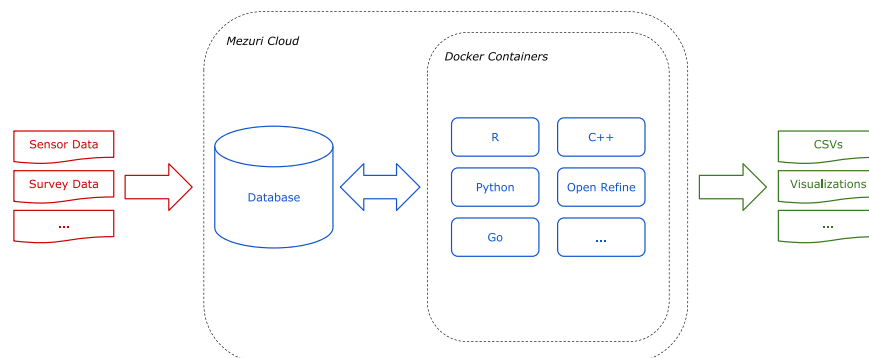 Mezuri Cloud
Docker Containers
Sensor Data
Survey Data
...
Database
R
C++
Python
Open Refine
Go
...
CSVs
Visualizations
...